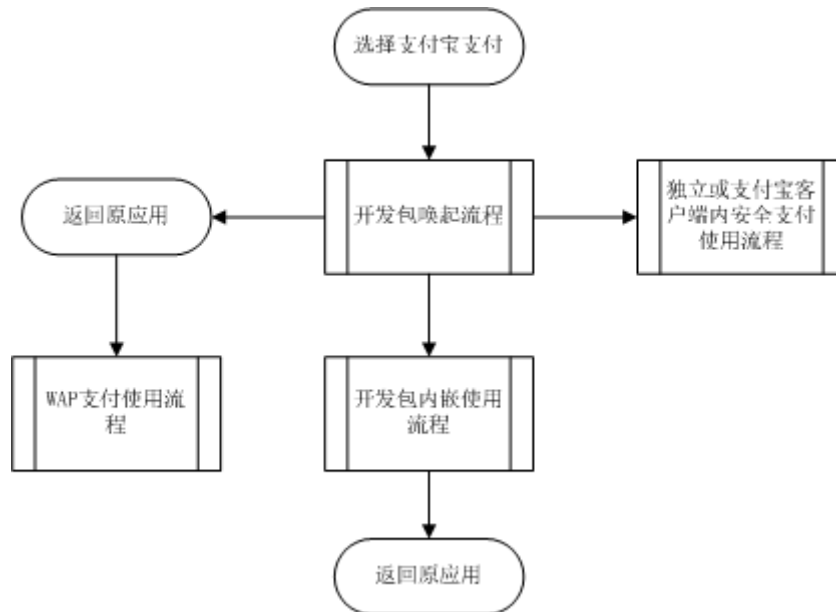 选择支付宝支付
返回原应用
开发包唤起流程
独立或支付宝客
户端内安全支付
使用流程
WAP支付使用流
程
开发包内嵌使用
流程
返回原应用